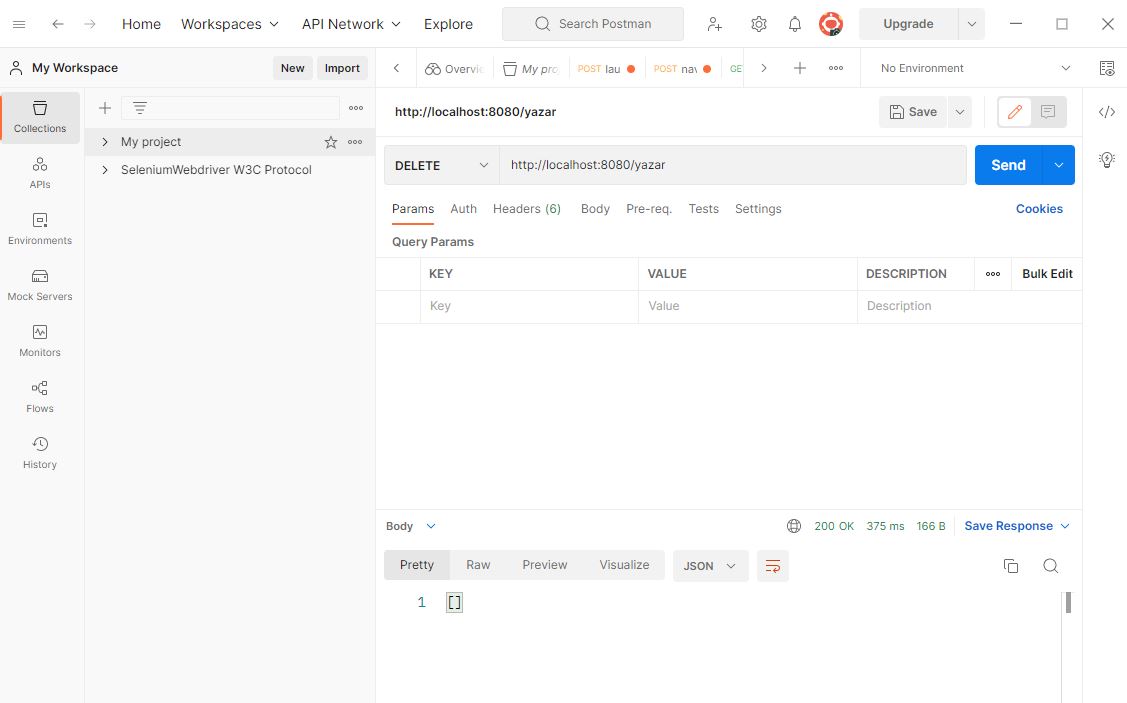 Home Workspaces API Network Explore Search Postman Upgrade
My Workspace New Import Overvie My pro POST lau POST nav GE No Environment
Collections
APIs
Environments
Mock Servers
Monitors
Flows
History
My project
SeleniumWebdriver W3C Protocol
http://localhost:8080/yazar Save
DELETE http://localhost:8080/yazar Send
Params Auth Headers (6) Body Pre-req. Tests Settings Cookies
Query Params
KEY VALUE DESCRIPTION Bulk Edit
Key Value Description
Body 200 OK 375 ms 166 B Save Response
Pretty Raw Preview Visualize JSON
1 []